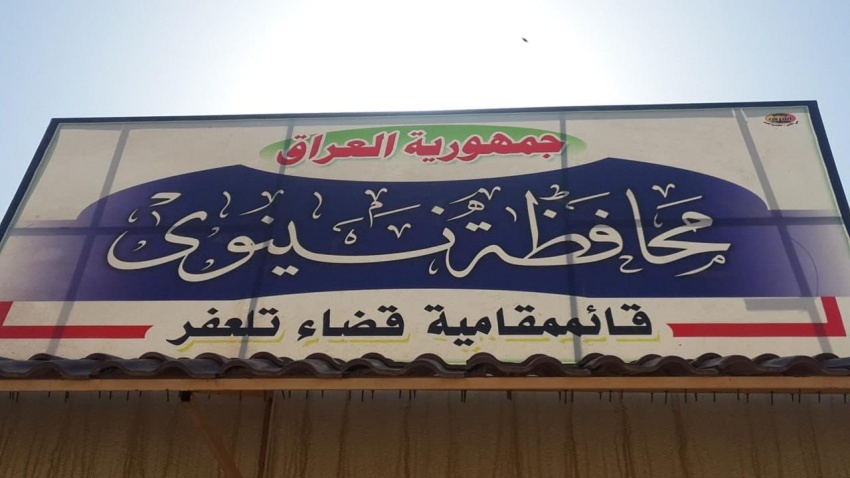 جمهورية العراق
محافظة نينوى
قائممقامية قضاء تلعفر